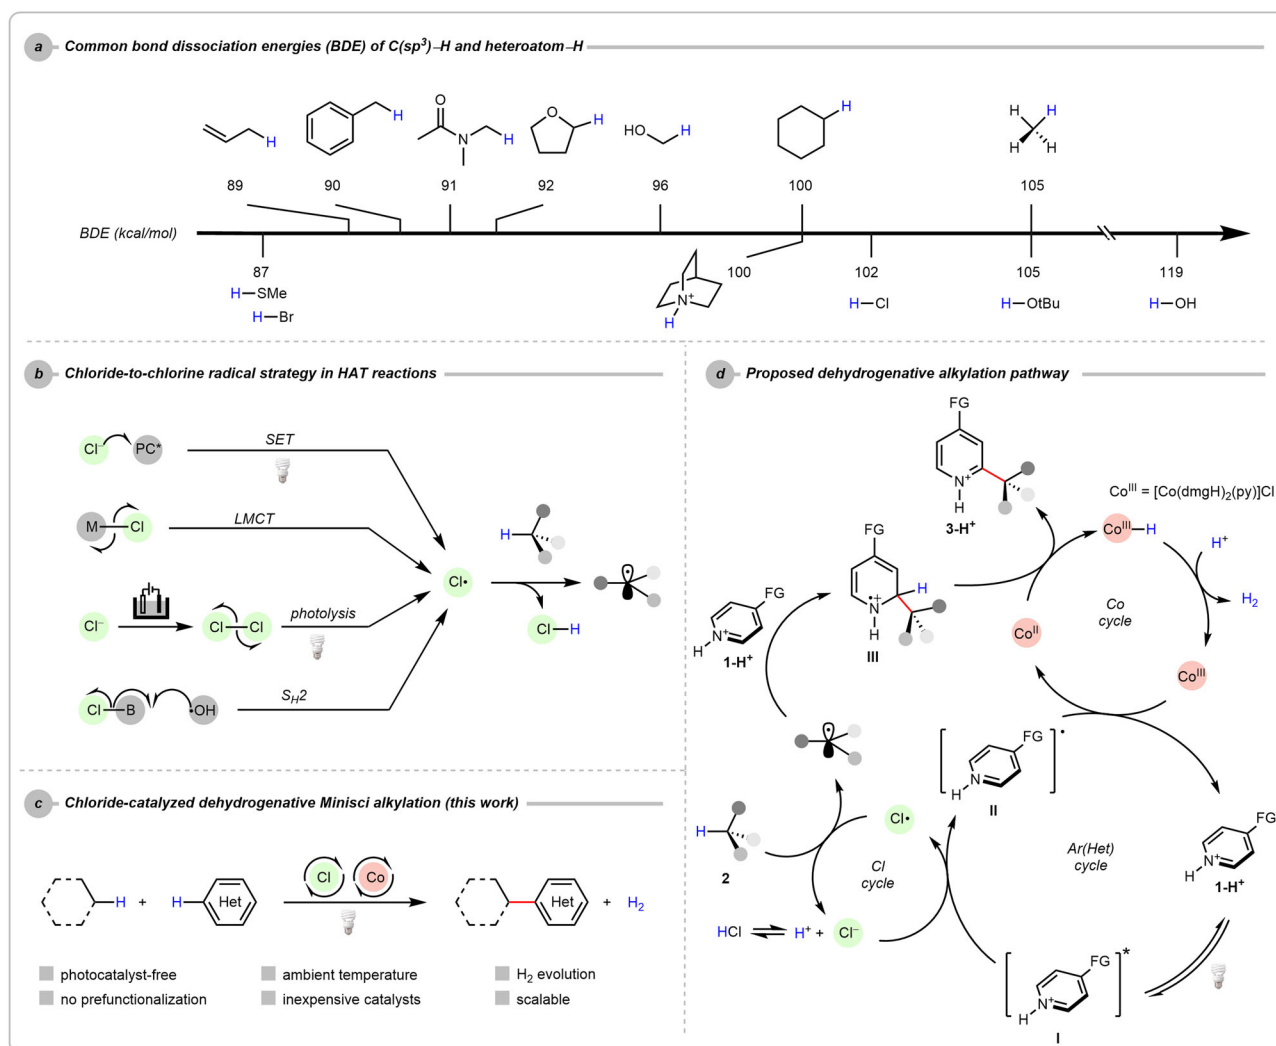 a Common bond dissociation energies (BDE) of C(sp³)–H and heteroatom–H
H
H
O
N
H
O
H
HO
H
H
H
H
C
H
H
89
90
91
92
96
100
105
BDE (kcal/mol)
87
100
102
105
119
H—SMe
H—Br
N⁺
H
H—Cl
H—OtBu
H—OH
b Chloride-to-chlorine radical strategy in HAT reactions
Cl⁻
PC*
SET
M
Cl
LMCT
Cl⁻
Cl
Cl
photolysis
Cl
B
•OH
S_H2
Cl•
H
Cl—H
c Chloride-catalyzed dehydrogenative Minisci alkylation (this work)
H + H
Het
Cl
Co
Het
+ H₂
photocatalyst-free
ambient temperature
H₂ evolution
no prefunctionalization
inexpensive catalysts
scalable
d Proposed dehydrogenative alkylation pathway
FG
N⁺
H
3-H⁺
Coᴵᴵᴵ = [Co(dmgH)₂(py)]Cl
Coᴵᴵᴵ—H
H⁺
H₂
Co
cycle
Coᴵᴵ
Coᴵᴵᴵ
FG
H
N
•+
H
III
FG
H
N⁺
1-H⁺
H
2
Cl•
Cl
cycle
HCl ⇌ H⁺ + Cl⁻
FG
•
H
N⁺
II
Ar(Het)
cycle
FG
H
N⁺
1-H⁺
FG
*
H
N⁺
I